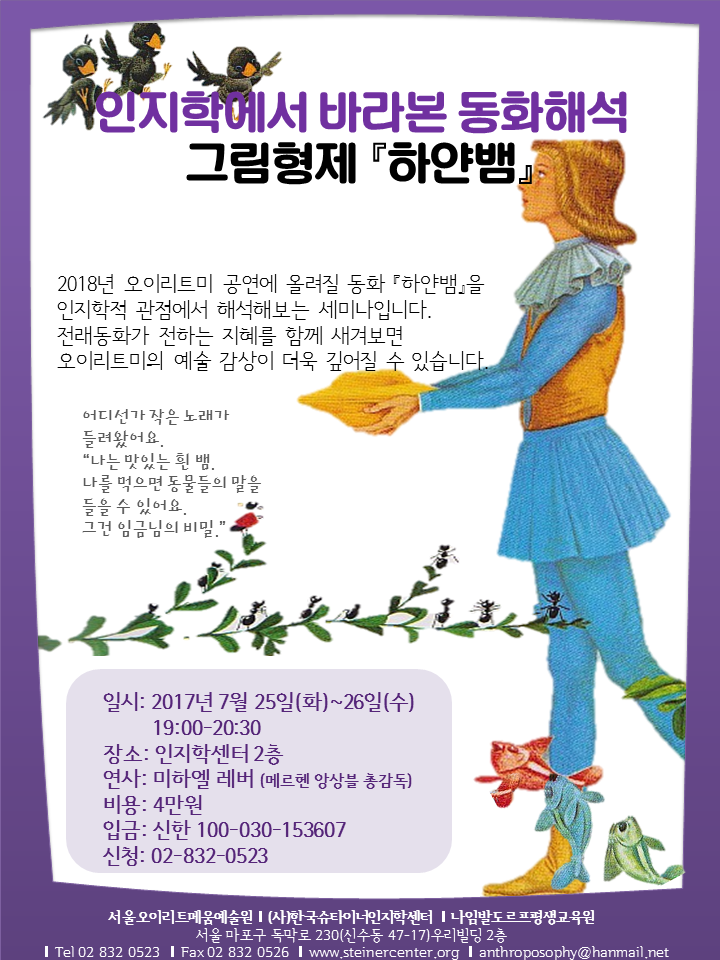 인지학에서 바라본 동화해석
그림형제 『하얀뱀』
2018년 오이리트미 공연에 올려질 동화 『하얀뱀』을
인지학적 관점에서 해석해보는 세미나입니다.
전래동화가 전하는 지혜를 함께 새겨보면
오이리트미의 예술 감상이 더욱 깊어질 수 있습니다.
어디선가 작은 노래가
들려왔어요.
“나는 맛있는 흰 뱀.
나를 먹으면 동물들의 말을
들을 수 있어요.
그건 임금님의 비밀.”
일시: 2017년 7월 25일(화)~26일(수)
19:00-20:30
장소: 인지학센터 2층
연사: 미하엘 레버 (메르헨 앙상블 총감독)
비용: 4만원
입금: 신한 100-030-153607
신청: 02-832-0523
서울오이리트메움예술원 I (사)한국슈타이너인지학센터 I 나임발도르프평생교육원
서울 마포구 독막로 230(신수동 47-17)우리빌딩 2층
I Tel 02 832 0523 I Fax 02 832 0526 I www.steinercenter.org I anthroposophy@hanmail.net